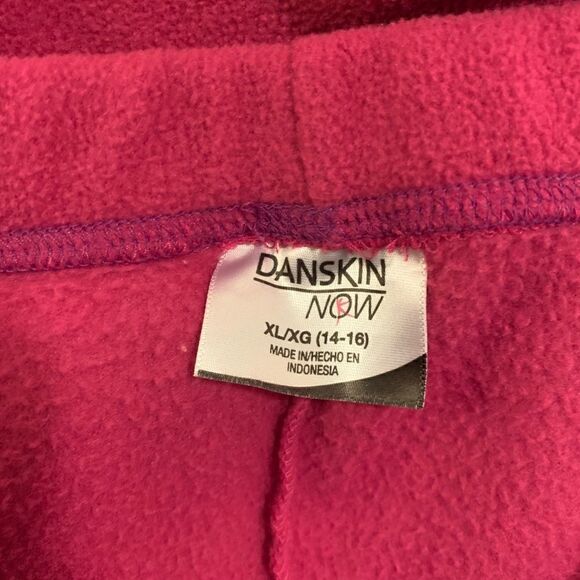 DANSKIN
NOW
XL/XG (14-16)
MADE IN/HECHO EN
INDONESIA